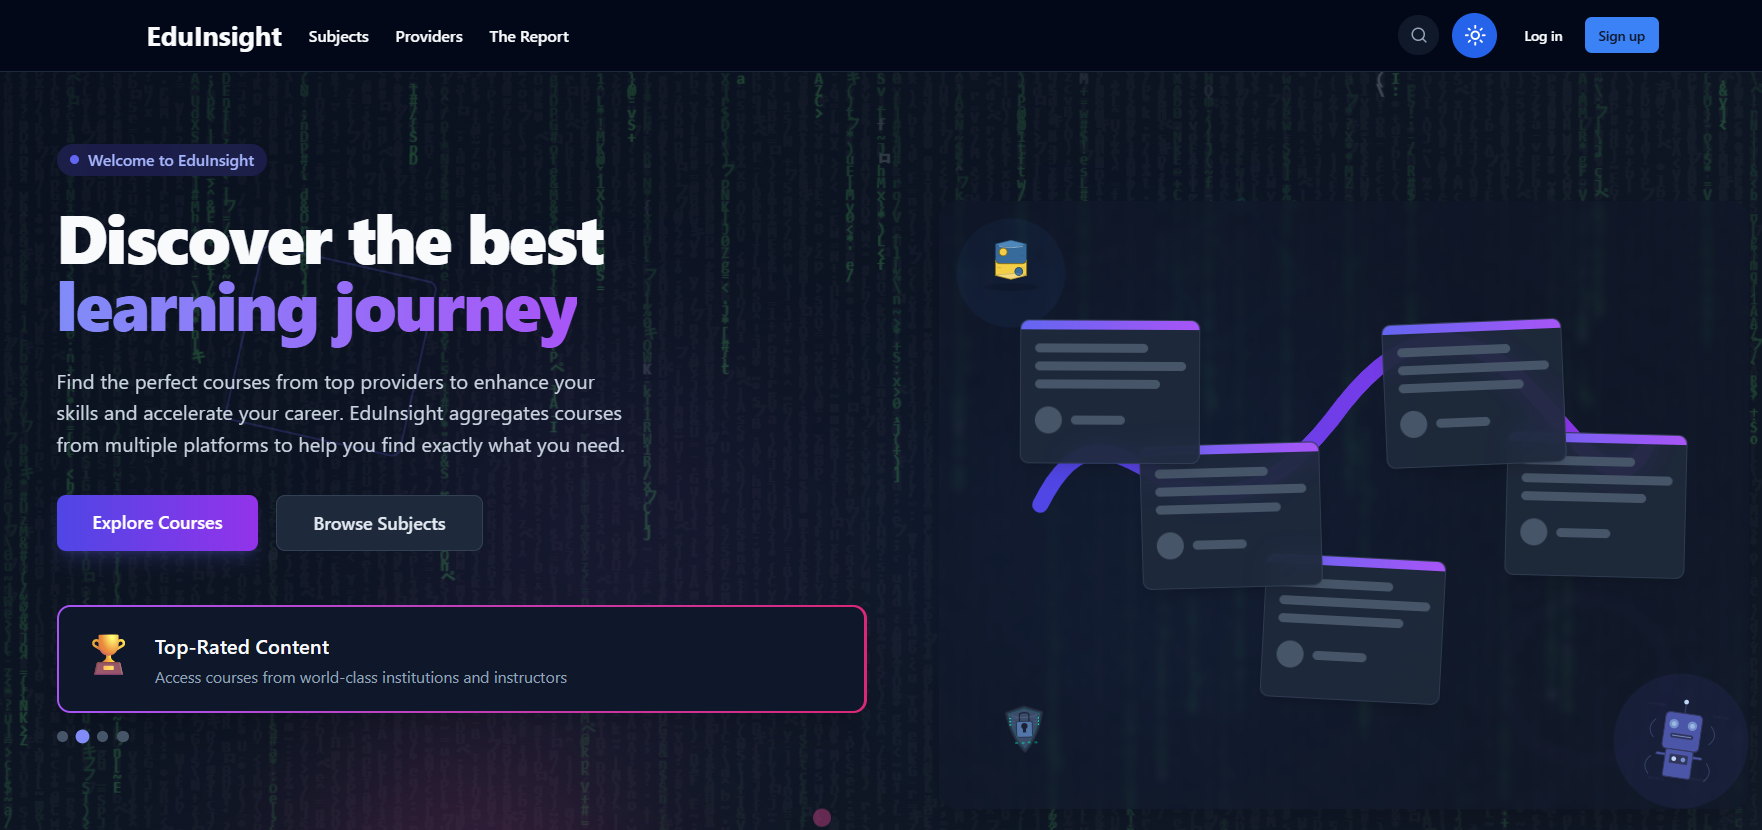 EduInsight
Subjects
Providers
The Report
Log in
Sign up
Welcome to EduInsight
Discover the best
learning journey
Find the perfect courses from top providers to enhance your
skills and accelerate your career. EduInsight aggregates courses
from multiple platforms to help you find exactly what you need.
Explore Courses
Browse Subjects
Top-Rated Content
Access courses from world-class institutions and instructors